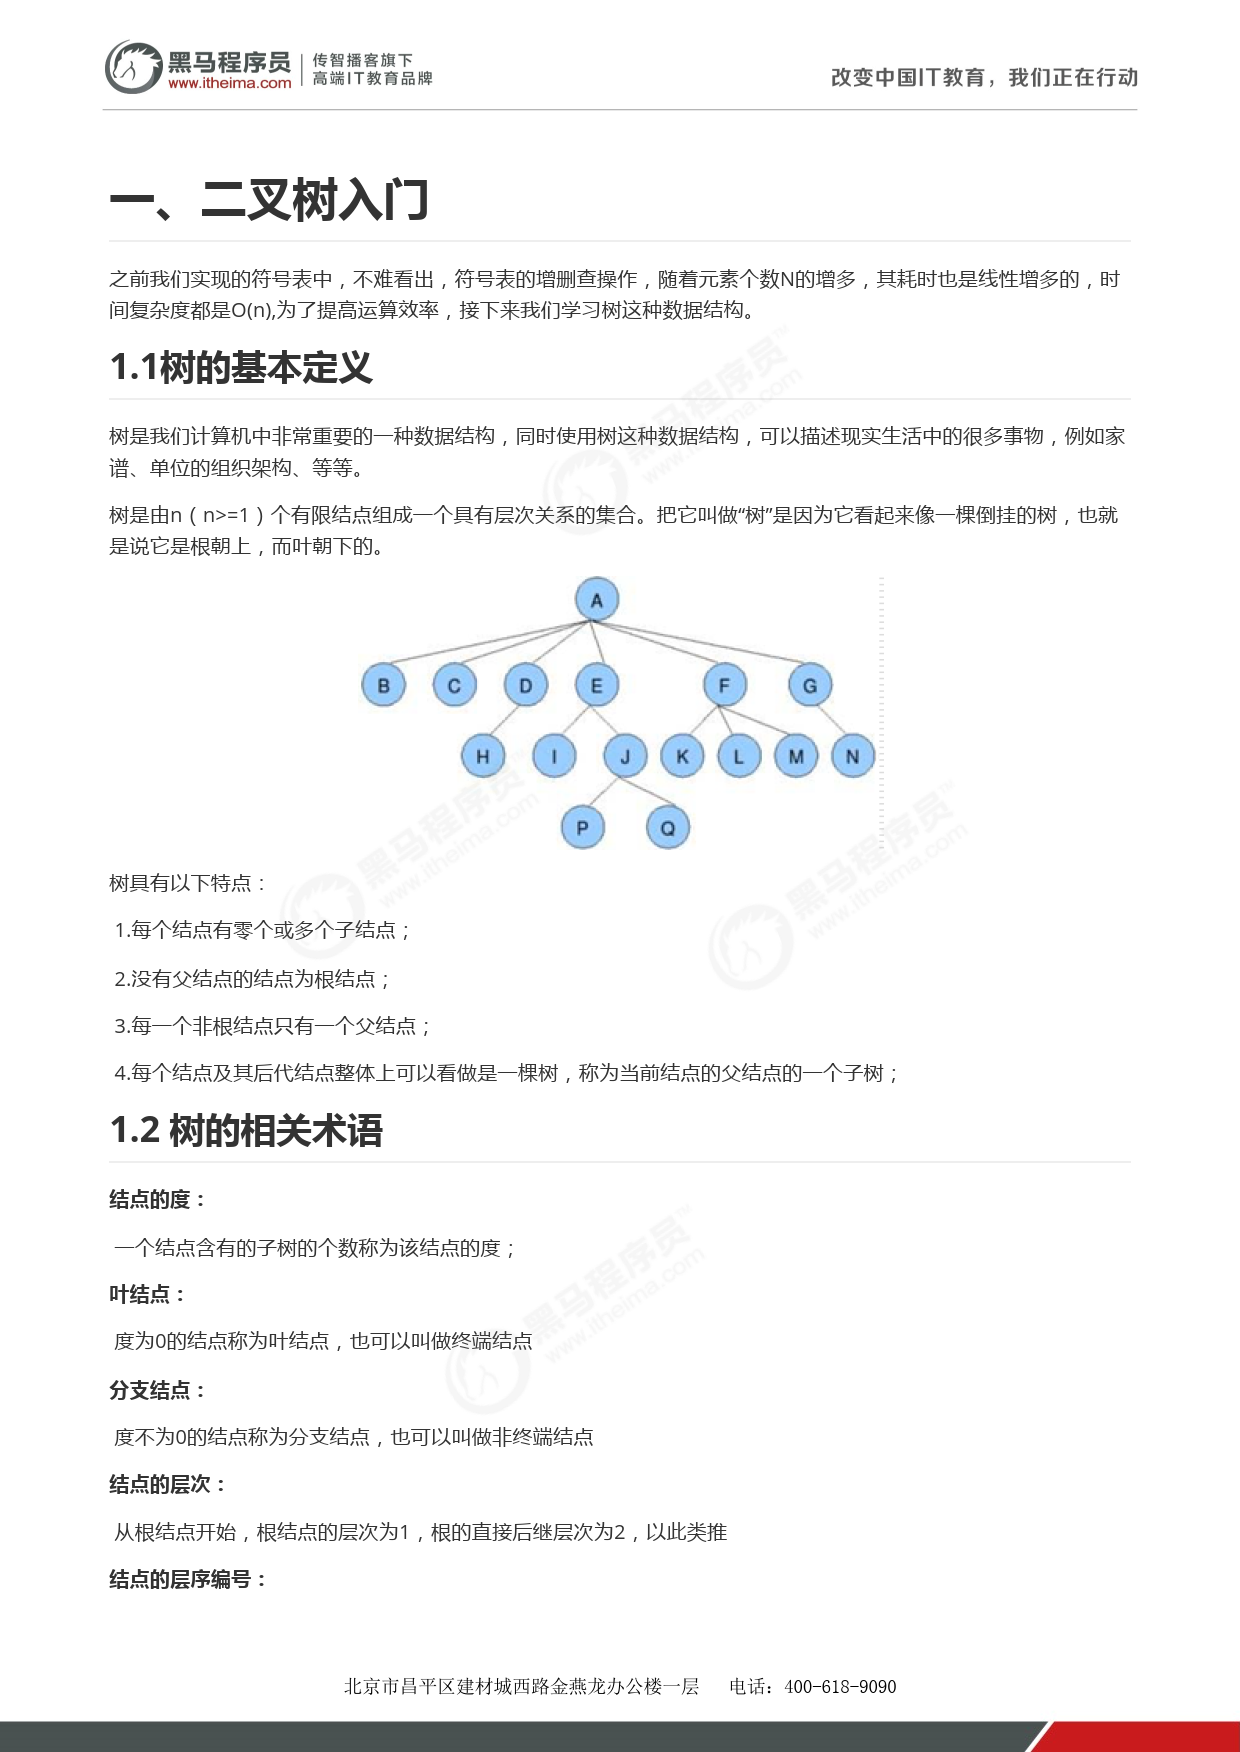 黑马程序员
www.itheima.com
传智播客旗下
高端IT教育品牌
改变中国IT教育，我们正在行动
一、二叉树入门
之前我们实现的符号表中，不难看出，符号表的增删查操作，随着元素个数N的增多，其耗时也是线性增多的，时
间复杂度都是O(n),为了提高运算效率，接下来我们学习树这种数据结构。
1.1树的基本定义
树是我们计算机中非常重要的一种数据结构，同时使用树这种数据结构，可以描述现实生活中的很多事物，例如家
谱、单位的组织架构、等等。
树是由n（n>=1）个有限结点组成一个具有层次关系的集合。把它叫做“树”是因为它看起来像一棵倒挂的树，也就
是说它是根朝上，而叶朝下的。
A
B C D E F G
H I J K L M N
P Q
树具有以下特点：
1.每个结点有零个或多个子结点；
2.没有父结点的结点为根结点；
3.每一个非根结点只有一个父结点；
4.每个结点及其后代结点整体上可以看做是一棵树，称为当前结点的父结点的一个子树；
1.2 树的相关术语
结点的度：
一个结点含有的子树的个数称为该结点的度；
叶结点：
度为0的结点称为叶结点，也可以叫做终端结点
分支结点：
度不为0的结点称为分支结点，也可以叫做非终端结点
结点的层次：
从根结点开始，根结点的层次为1，根的直接后继层次为2，以此类推
结点的层序编号：
北京市昌平区建材城西路金燕龙办公楼一层 电话：400-618-9090